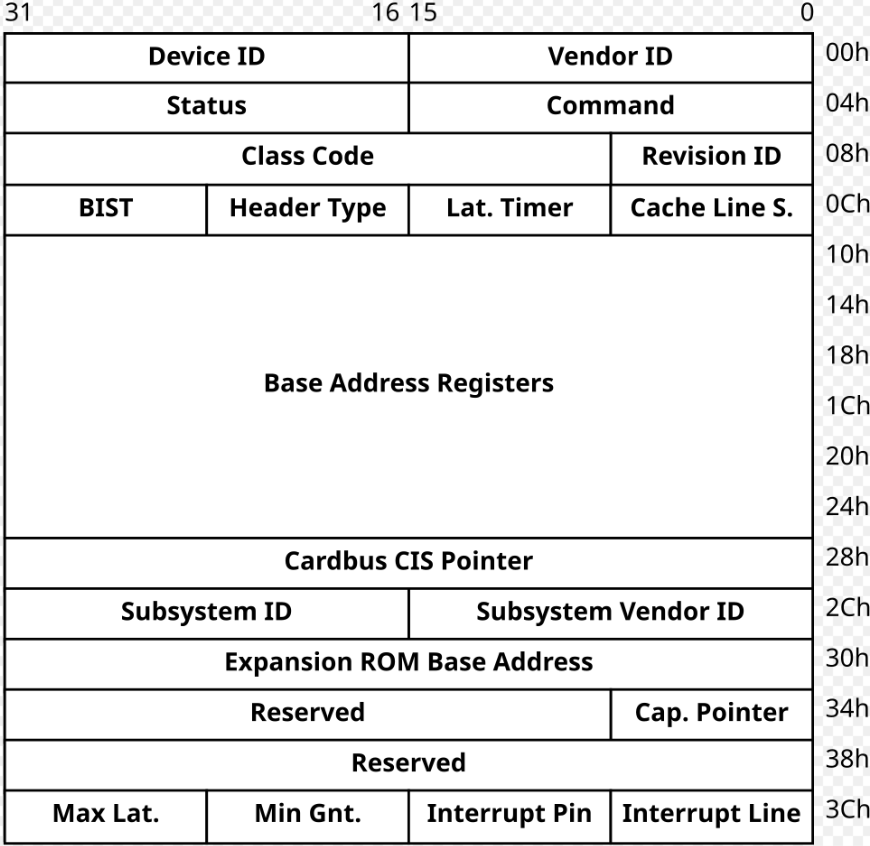 31 16 15 0
Device ID Vendor ID 00h
Status Command 04h
Class Code Revision ID 08h
BIST Header Type Lat. Timer Cache Line S. 0Ch
10h
14h
18h
Base Address Registers
1Ch
20h
24h
Cardbus CIS Pointer 28h
Subsystem ID Subsystem Vendor ID 2Ch
Expansion ROM Base Address 30h
Reserved Cap. Pointer 34h
Reserved 38h
Max Lat. Min Gnt. Interrupt Pin Interrupt Line 3Ch